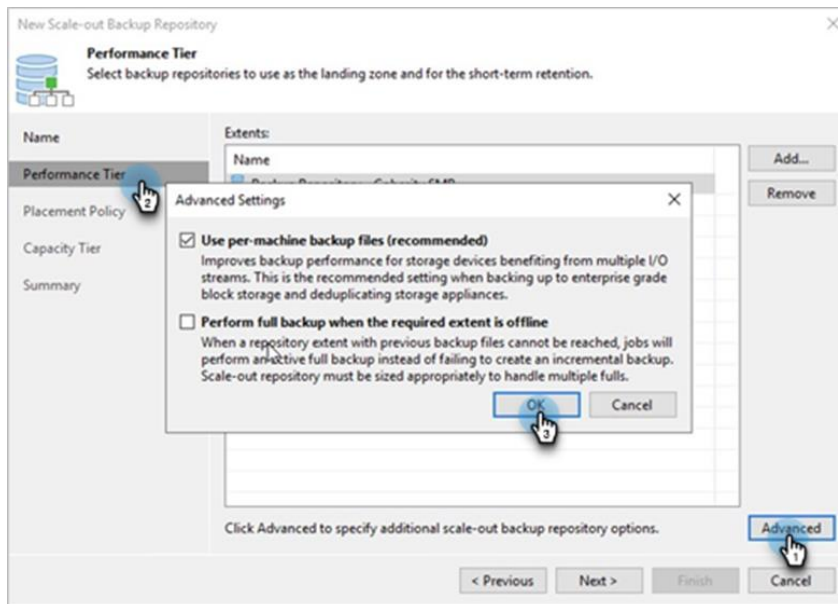 New Scale-out Backup Repository
Performance Tier
Select backup repositories to use as the landing zone and for the short-term retention.
Name
Performance Tier
Placement Policy
Capacity Tier
Summary
Extents:
Name
Add...
Remove
2
Advanced Settings
Use per-machine backup files (recommended)
Improves backup performance for storage devices benefiting from multiple I/O
streams. This is the recommended setting when backing up to enterprise grade
block storage and deduplicating storage appliances.
Perform full backup when the required extent is offline
When a repository extent with previous backup files cannot be reached, jobs will
perform an active full backup instead of failing to create an incremental backup.
Scale-out repository must be sized appropriately to handle multiple fulls.
OK
Cancel
3
Click Advanced to specify additional scale-out backup repository options.
Advanced
1
< Previous
Next >
Finish
Cancel